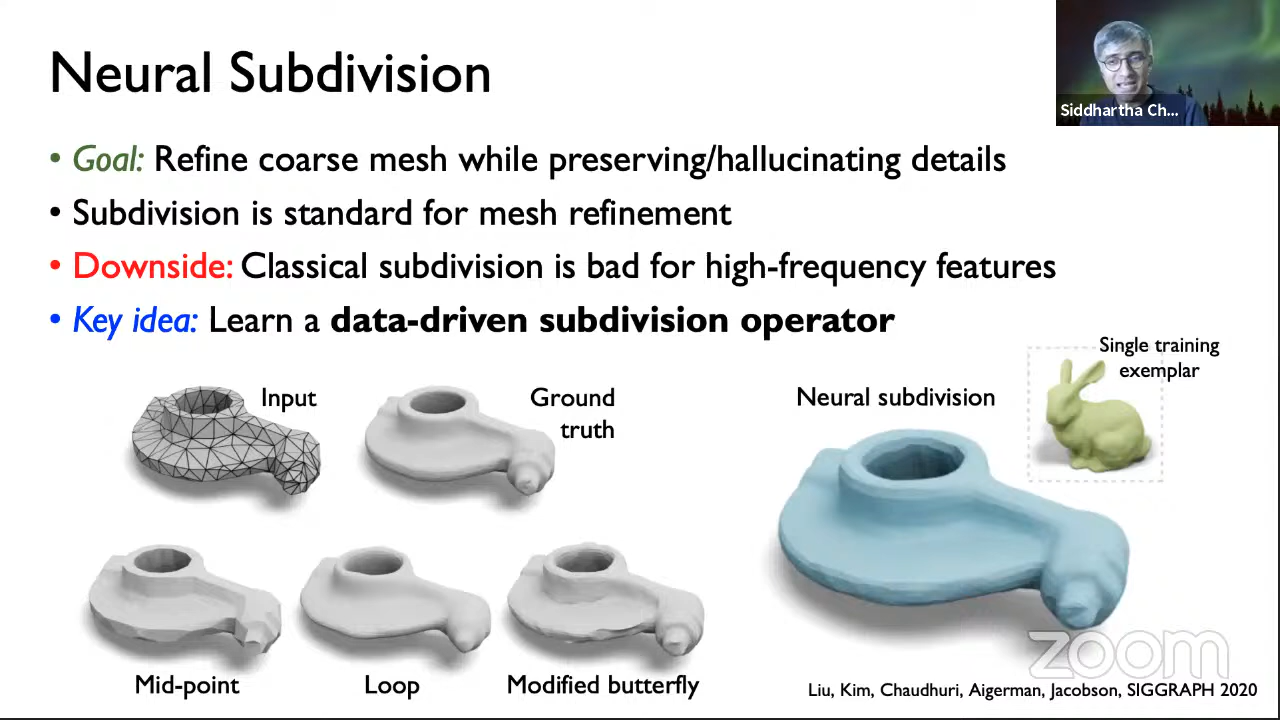 Neural Subdivision
Siddhartha Ch...
• Goal: Refine coarse mesh while preserving/hallucinating details
• Subdivision is standard for mesh refinement
• Downside: Classical subdivision is bad for high-frequency features
• Key idea: Learn a data-driven subdivision operator
Single training
exemplar
Input
Ground
truth
Neural subdivision
Mid-point
Loop
Modified butterfly
zoom
Liu, Kim, Chaudhuri, Aigerman, Jacobson, SIGGRAPH 2020